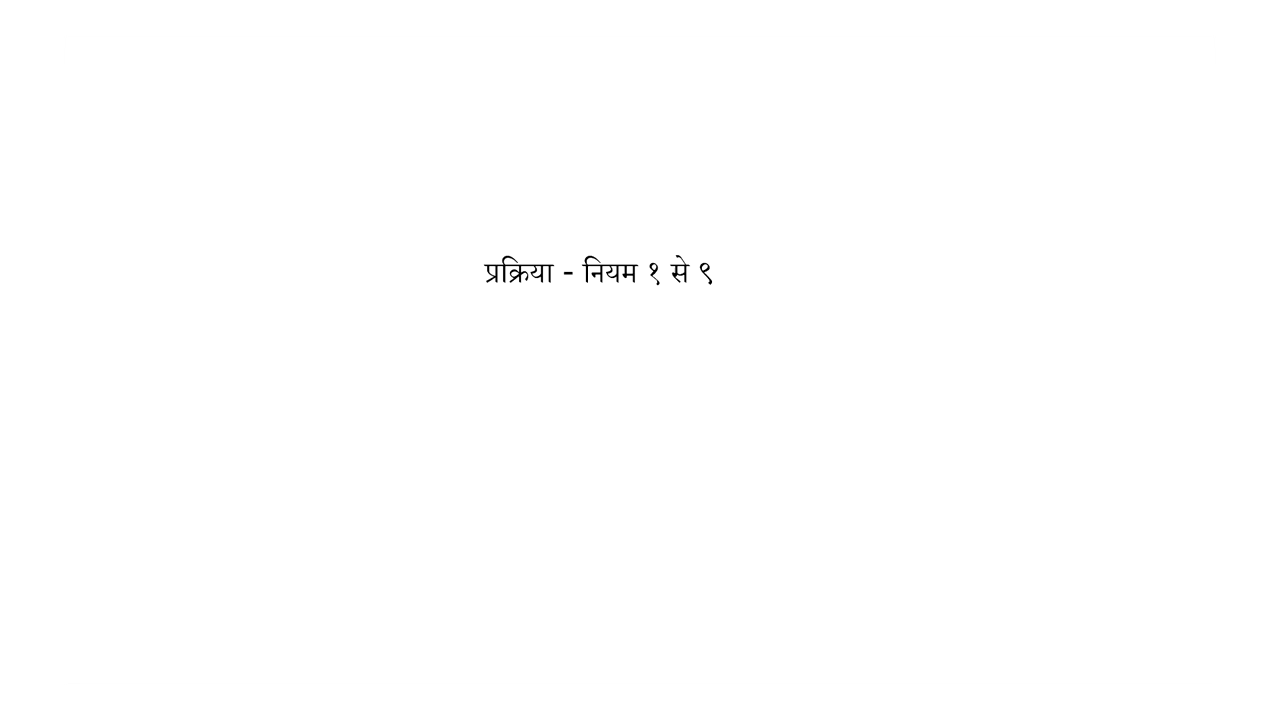 प्रक्रिया - नियम १ से ९